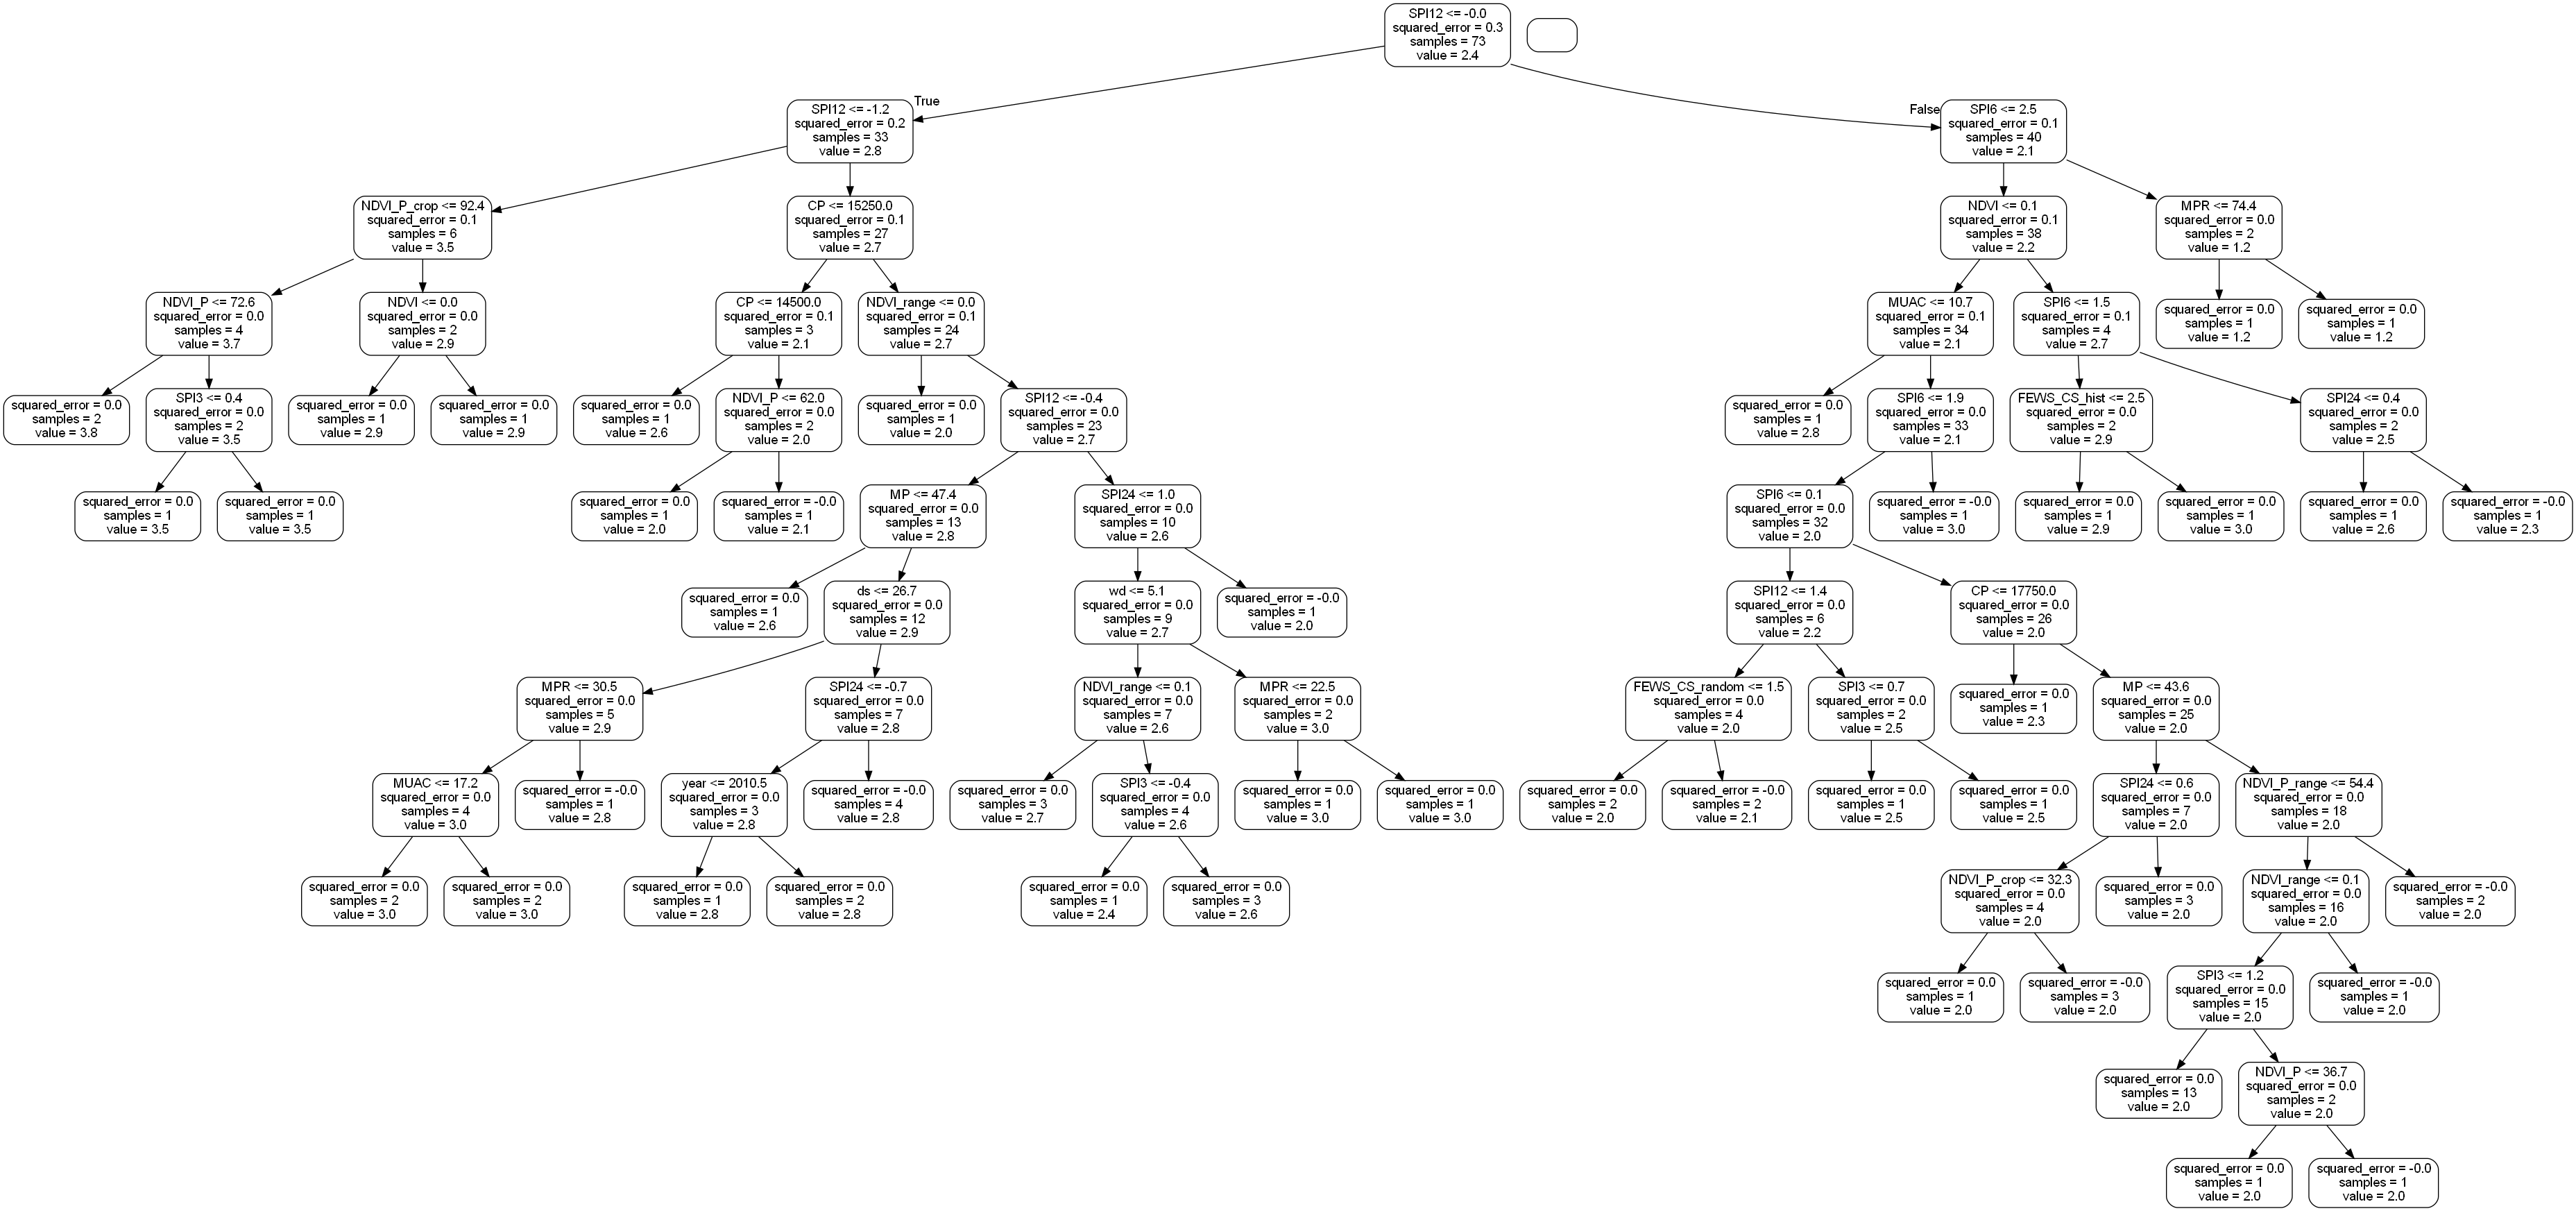 SPI12 <= -0.0
squared_error = 0.3
samples = 73
value = 2.4
True
False
SPI12 <= -1.2
squared_error = 0.2
samples = 33
value = 2.8
SPI6 <= 2.5
squared_error = 0.1
samples = 40
value = 2.1
NDVI_P_crop <= 92.4
squared_error = 0.1
samples = 6
value = 3.5
CP <= 15250.0
squared_error = 0.1
samples = 27
value = 2.7
NDVI <= 0.1
squared_error = 0.1
samples = 38
value = 2.2
MPR <= 74.4
squared_error = 0.0
samples = 2
value = 1.2
NDVI_P <= 72.6
squared_error = 0.0
samples = 4
value = 3.7
NDVI <= 0.0
squared_error = 0.0
samples = 2
value = 2.9
CP <= 14500.0
squared_error = 0.1
samples = 3
value = 2.1
NDVI_range <= 0.0
squared_error = 0.1
samples = 24
value = 2.7
MUAC <= 10.7
squared_error = 0.1
samples = 34
value = 2.1
SPI6 <= 1.5
squared_error = 0.1
samples = 4
value = 2.7
squared_error = 0.0
samples = 1
value = 1.2
squared_error = 0.0
samples = 1
value = 1.2
squared_error = 0.0
samples = 2
value = 3.8
SPI3 <= 0.4
squared_error = 0.0
samples = 2
value = 3.5
squared_error = 0.0
samples = 1
value = 2.9
squared_error = 0.0
samples = 1
value = 2.9
squared_error = 0.0
samples = 1
value = 2.6
NDVI_P <= 62.0
squared_error = 0.0
samples = 2
value = 2.0
squared_error = 0.0
samples = 1
value = 2.0
SPI12 <= -0.4
squared_error = 0.0
samples = 23
value = 2.7
squared_error = 0.0
samples = 1
value = 2.8
SPI6 <= 1.9
squared_error = 0.0
samples = 33
value = 2.1
FEWS_CS_hist <= 2.5
squared_error = 0.0
samples = 2
value = 2.9
SPI24 <= 0.4
squared_error = 0.0
samples = 2
value = 2.5
squared_error = 0.0
samples = 1
value = 3.5
squared_error = 0.0
samples = 1
value = 3.5
squared_error = 0.0
samples = 1
value = 2.0
squared_error = -0.0
samples = 1
value = 2.1
MP <= 47.4
squared_error = 0.0
samples = 13
value = 2.8
SPI24 <= 1.0
squared_error = 0.0
samples = 10
value = 2.6
SPI6 <= 0.1
squared_error = 0.0
samples = 32
value = 2.0
squared_error = -0.0
samples = 1
value = 3.0
squared_error = 0.0
samples = 1
value = 2.9
squared_error = 0.0
samples = 1
value = 3.0
squared_error = 0.0
samples = 1
value = 2.6
squared_error = -0.0
samples = 1
value = 2.3
squared_error = 0.0
samples = 1
value = 2.6
ds <= 26.7
squared_error = 0.0
samples = 12
value = 2.9
wd <= 5.1
squared_error = 0.0
samples = 9
value = 2.7
squared_error = -0.0
samples = 1
value = 2.0
SPI12 <= 1.4
squared_error = 0.0
samples = 6
value = 2.2
CP <= 17750.0
squared_error = 0.0
samples = 26
value = 2.0
MPR <= 30.5
squared_error = 0.0
samples = 5
value = 2.9
SPI24 <= -0.7
squared_error = 0.0
samples = 7
value = 2.8
NDVI_range <= 0.1
squared_error = 0.0
samples = 7
value = 2.6
MPR <= 22.5
squared_error = 0.0
samples = 2
value = 3.0
FEWS_CS_random <= 1.5
squared_error = 0.0
samples = 4
value = 2.0
SPI3 <= 0.7
squared_error = 0.0
samples = 2
value = 2.5
squared_error = 0.0
samples = 1
value = 2.3
MP <= 43.6
squared_error = 0.0
samples = 25
value = 2.0
MUAC <= 17.2
squared_error = 0.0
samples = 4
value = 3.0
squared_error = -0.0
samples = 1
value = 2.8
year <= 2010.5
squared_error = 0.0
samples = 3
value = 2.8
squared_error = -0.0
samples = 4
value = 2.8
squared_error = 0.0
samples = 3
value = 2.7
SPI3 <= -0.4
squared_error = 0.0
samples = 4
value = 2.6
squared_error = 0.0
samples = 1
value = 3.0
squared_error = 0.0
samples = 1
value = 3.0
squared_error = 0.0
samples = 2
value = 2.0
squared_error = -0.0
samples = 2
value = 2.1
squared_error = 0.0
samples = 1
value = 2.5
squared_error = 0.0
samples = 1
value = 2.5
SPI24 <= 0.6
squared_error = 0.0
samples = 7
value = 2.0
NDVI_P_range <= 54.4
squared_error = 0.0
samples = 18
value = 2.0
squared_error = 0.0
samples = 2
value = 3.0
squared_error = 0.0
samples = 2
value = 3.0
squared_error = 0.0
samples = 1
value = 2.8
squared_error = 0.0
samples = 2
value = 2.8
squared_error = 0.0
samples = 1
value = 2.4
squared_error = 0.0
samples = 3
value = 2.6
NDVI_P_crop <= 32.3
squared_error = 0.0
samples = 4
value = 2.0
squared_error = 0.0
samples = 3
value = 2.0
NDVI_range <= 0.1
squared_error = 0.0
samples = 16
value = 2.0
squared_error = -0.0
samples = 2
value = 2.0
squared_error = 0.0
samples = 1
value = 2.0
squared_error = -0.0
samples = 3
value = 2.0
SPI3 <= 1.2
squared_error = 0.0
samples = 15
value = 2.0
squared_error = -0.0
samples = 1
value = 2.0
squared_error = 0.0
samples = 13
value = 2.0
NDVI_P <= 36.7
squared_error = 0.0
samples = 2
value = 2.0
squared_error = 0.0
samples = 1
value = 2.0
squared_error = -0.0
samples = 1
value = 2.0